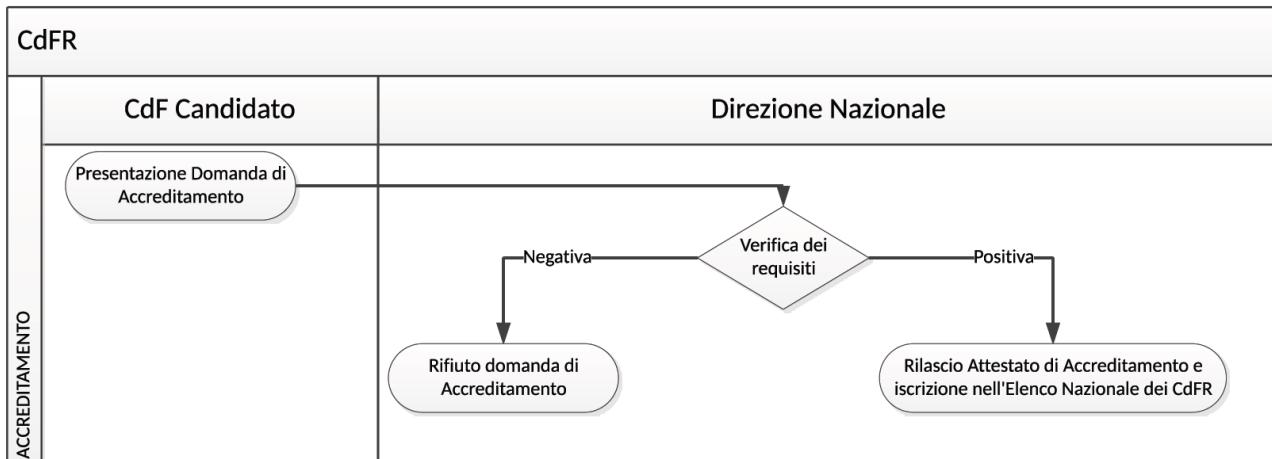 CdFR
CdF Candidato
Direzione Nazionale
Presentazione Domanda di
Accreditamento
Verifica dei
requisiti
Negativa
Positiva
Rifiuto domanda di
Accreditamento
Rilascio Attestato di Accreditamento e
iscrizione nell'Elenco Nazionale dei CdFR
ACCREDITAMENTO